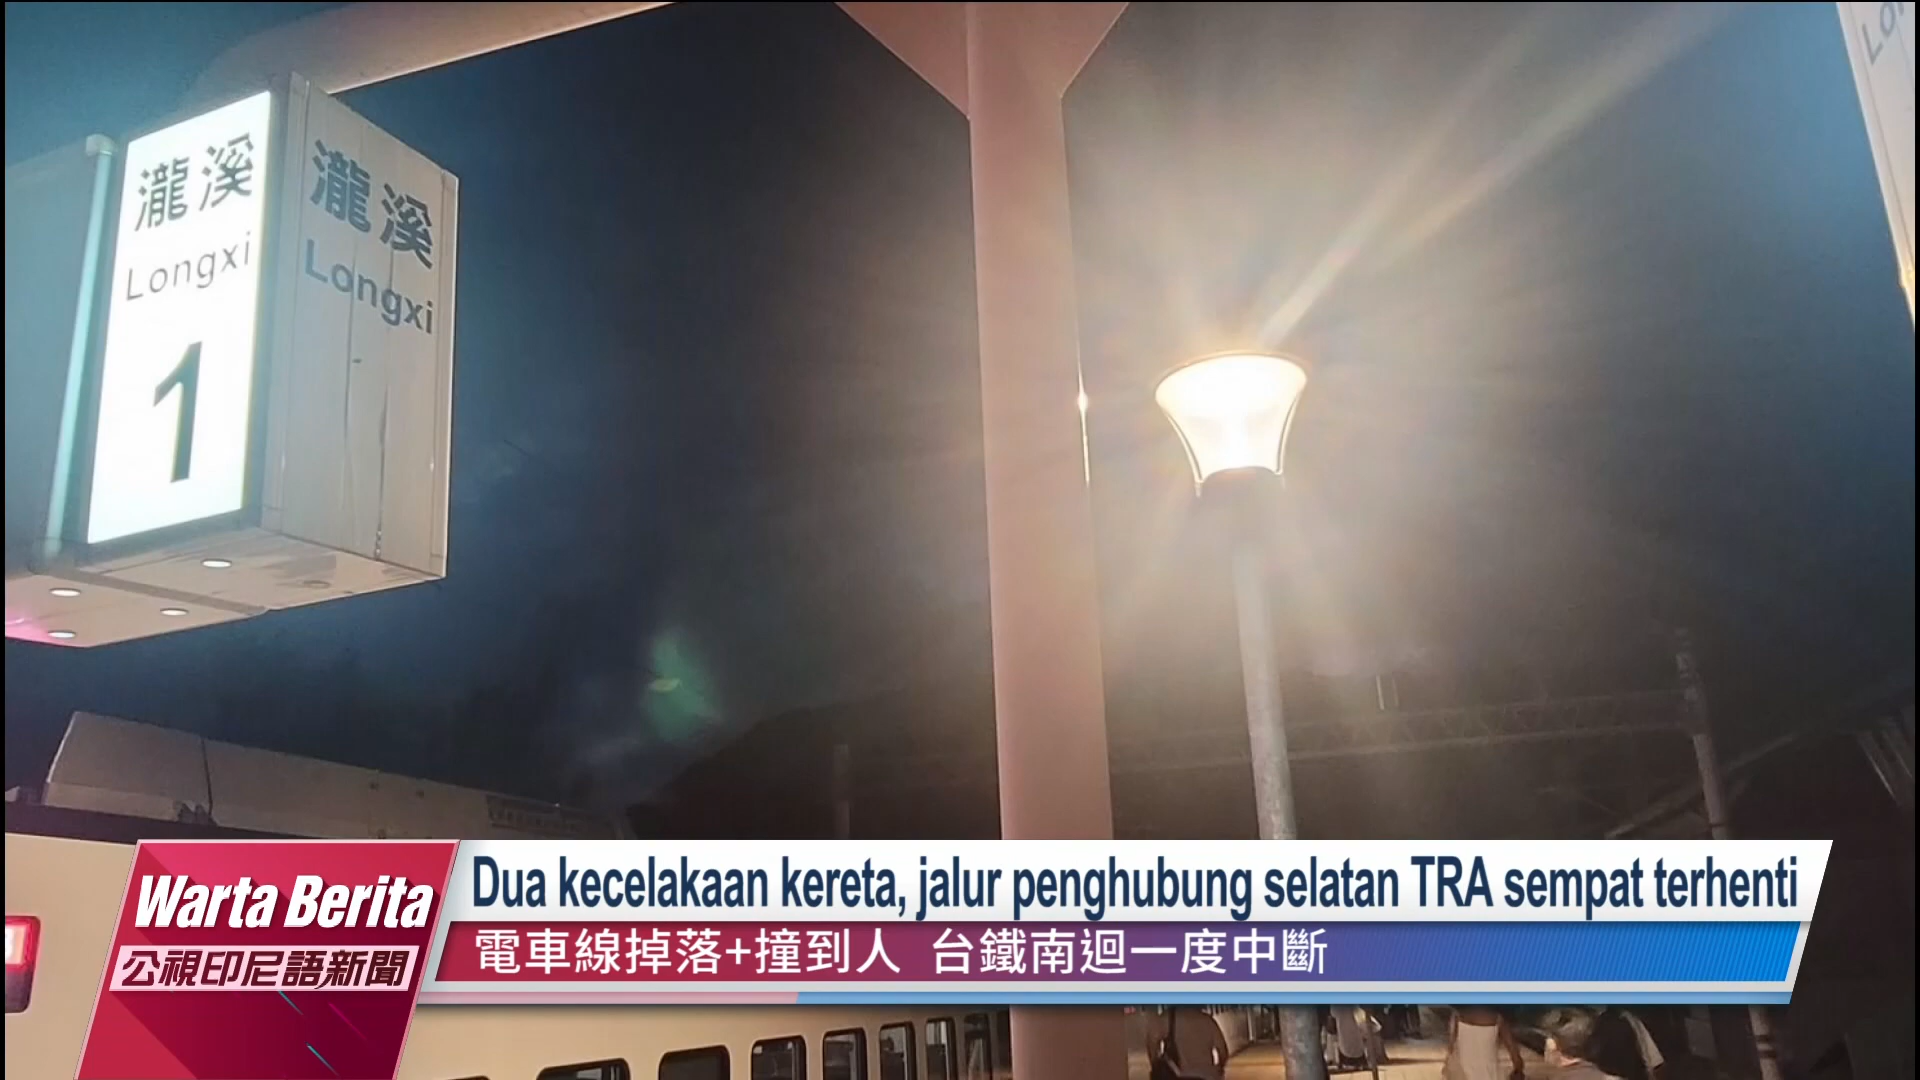 瀧溪
Longxi
1
瀧溪
Longxi
Lo
Warta Berita
公視印尼語新聞
Dua kecelakaan kereta, jalur penghubung selatan TRA sempat terhenti
電車線掉落+撞到人 台鐵南迴一度中斷